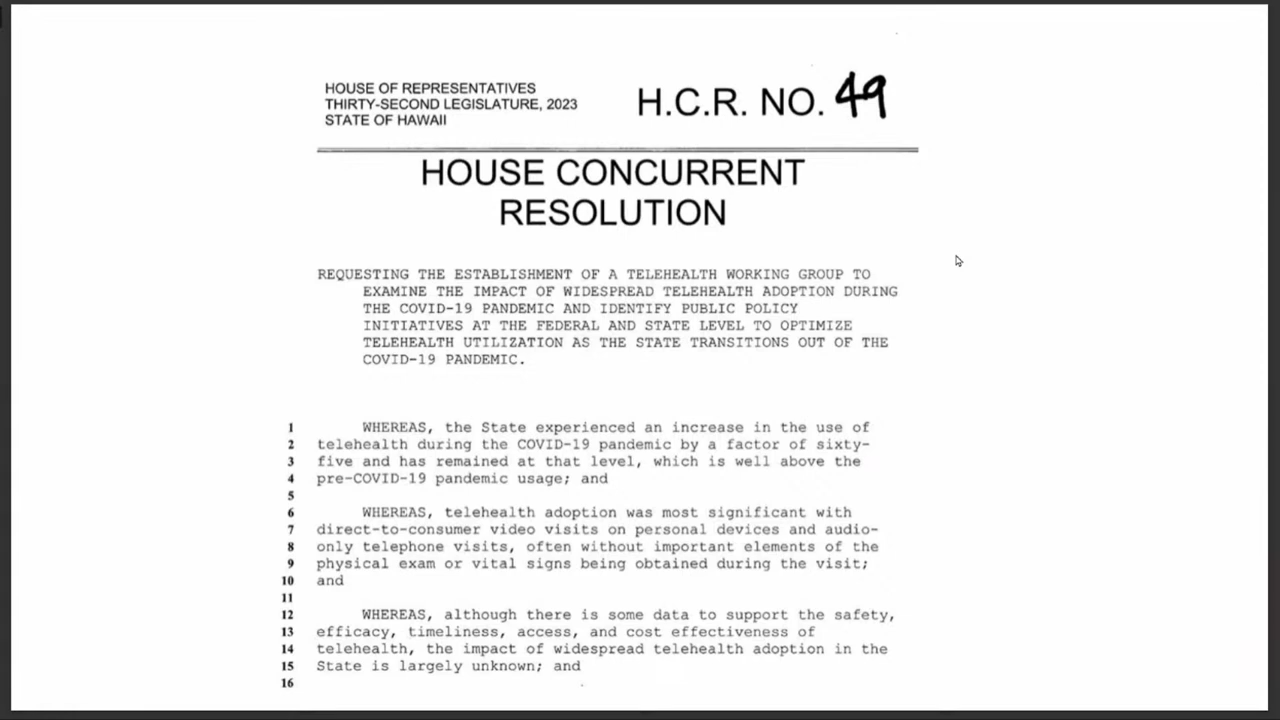 HOUSE OF REPRESENTATIVES
THIRTY-SECOND LEGISLATURE, 2023
STATE OF HAWAII
H.C.R. NO. 49
HOUSE CONCURRENT
RESOLUTION
REQUESTING THE ESTABLISHMENT OF A TELEHEALTH WORKING GROUP TO
EXAMINE THE IMPACT OF WIDESPREAD TELEHEALTH ADOPTION DURING
THE COVID-19 PANDEMIC AND IDENTIFY PUBLIC POLICY
INITIATIVES AT THE FEDERAL AND STATE LEVEL TO OPTIMIZE
TELEHEALTH UTILIZATION AS THE STATE TRANSITIONS OUT OF THE
COVID-19 PANDEMIC.
1 WHEREAS, the State experienced an increase in the use of
2 telehealth during the COVID-19 pandemic by a factor of sixty-
3 five and has remained at that level, which is well above the
4 pre-COVID-19 pandemic usage; and
5
6 WHEREAS, telehealth adoption was most significant with
7 direct-to-consumer video visits on personal devices and audio-
8 only telephone visits, often without important elements of the
9 physical exam or vital signs being obtained during the visit;
10 and
11
12 WHEREAS, although there is some data to support the safety,
13 efficacy, timeliness, access, and cost effectiveness of
14 telehealth, the impact of widespread telehealth adoption in the
15 State is largely unknown; and
16